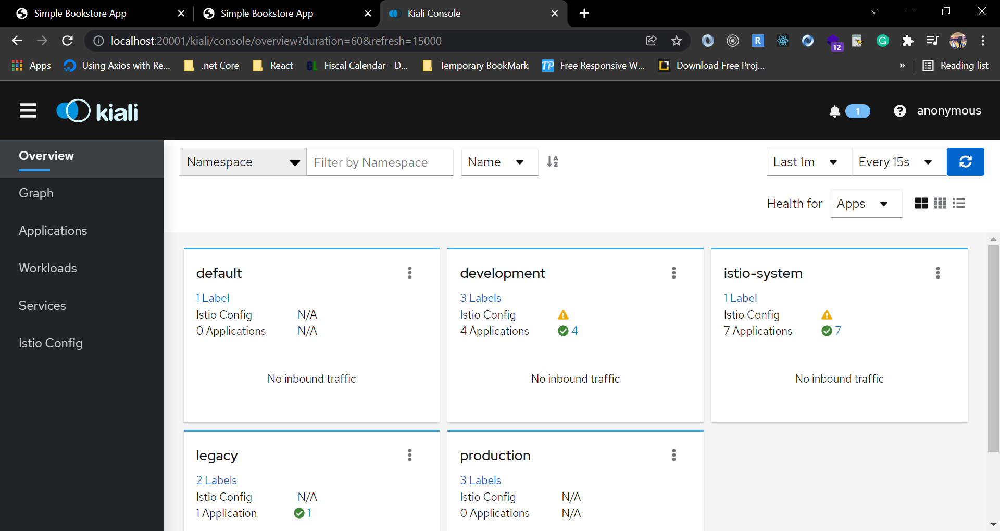 Simple Bookstore App
Simple Bookstore App
Kiali Console
localhost:20001/kiali/console/overview?duration=60&refresh=15000
R
12
G
Apps
Using Axios with Re...
.net Core
React
CL
Fiscal Calendar - D...
Temporary BookMark
TP
Free Responsive W...
Download Free Proj...
»
Reading list
kiali
1
anonymous
Overview
Graph
Applications
Workloads
Services
Istio Config
Namespace
Filter by Namespace
Name
AZ
Last 1m
Every 15s
Health for
Apps
default
1 Label
Istio Config N/A
0 Applications N/A
No inbound traffic
development
3 Labels
Istio Config
4 Applications 4
No inbound traffic
istio-system
1 Label
Istio Config
7 Applications 7
No inbound traffic
legacy
2 Labels
Istio Config N/A
1 Application 1
production
3 Labels
Istio Config N/A
0 Applications N/A